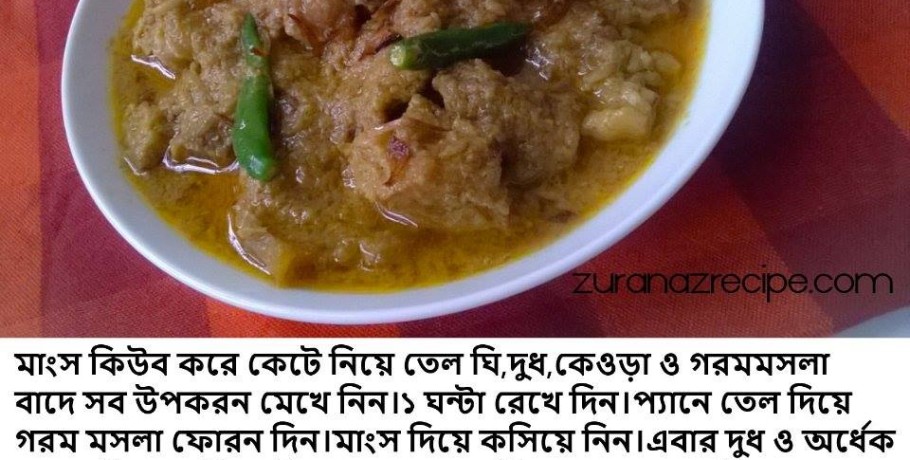 zuranazrecipe.com
মাংস কিউব করে কেটে নিয়ে তেল ঘি,দুধ,কেওড়া ও গরমমসলা
বাদে সব উপকরন মেখে নিন।১ ঘন্টা রেখে দিন।প্যানে তেল দিয়ে
গরম মসলা ফোরন দিন।মাংস দিয়ে কসিয়ে নিন।এবার দুধ ও অর্ধেক